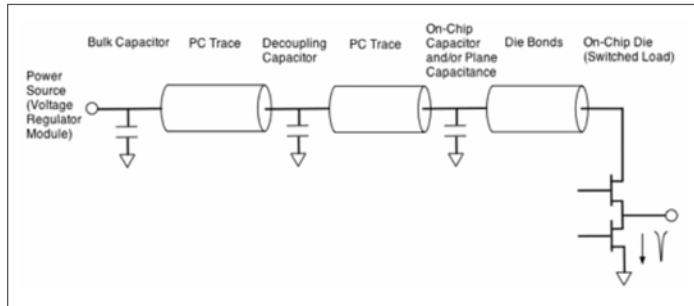 Bulk Capacitor
PC Trace
Decoupling
Capacitor
PC Trace
On-Chip
Capacitor
and/or Plane
Capacitance
Die Bonds
On-Chip Die
(Switched Load)
Power
Source
(Voltage
Regulator
Module)